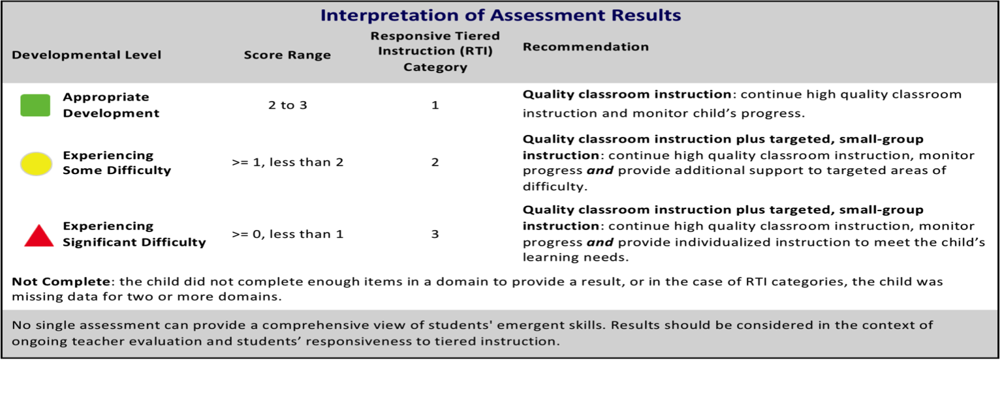 Interpretation of Assessment Results
Developmental Level
Score Range
Responsive Tiered
Instruction (RTI)
Category
Recommendation
Appropriate
Development
2 to 3
1
Quality classroom instruction: continue high quality classroom
instruction and monitor child’s progress.
Experiencing
Some Difficulty
>= 1, less than 2
2
Quality classroom instruction plus targeted, small-group
instruction: continue high quality classroom instruction, monitor
progress and provide additional support to targeted areas of
difficulty.
Experiencing
Significant Difficulty
>= 0, less than 1
3
Quality classroom instruction plus targeted, small-group
instruction: continue high quality classroom instruction, monitor
progress and provide individualized instruction to meet the child’s
learning needs.
Not Complete: the child did not complete enough items in a domain to provide a result, or in the case of RTI categories, the child was
missing data for two or more domains.
No single assessment can provide a comprehensive view of students' emergent skills. Results should be considered in the context of
ongoing teacher evaluation and students’ responsiveness to tiered instruction.